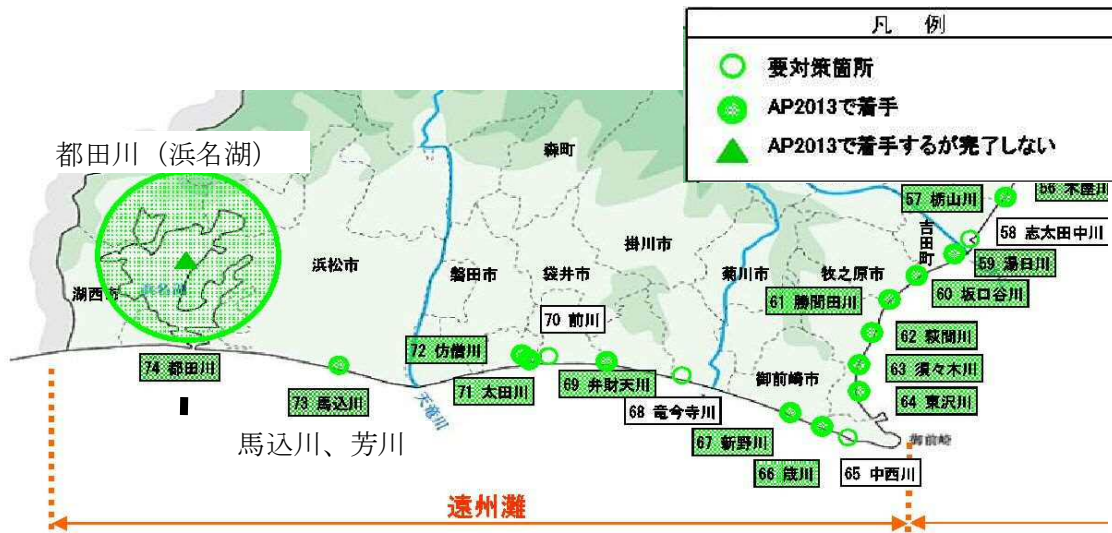 凡 例
要対策箇所
AP2013で着手
AP2013で着手するが完了しない
都田川（浜名湖）
森町
掛川市
浜松市
磐田市
袋井市
菊川市
牧之原市
吉田町
湖西市
浜名湖
御前崎市
御前崎
天竜川
56 木屋川
57 栃山川
58 志太田中川
59 湯日川
60 坂口谷川
61 勝間田川
62 萩間川
63 須々木川
64 東沢川
65 中西川
66 筬川
67 新野川
68 竜今寺川
69 弁財天川
70 前川
71 太田川
72 仿僧川
73 馬込川
74 都田川
馬込川、芳川
遠州灘